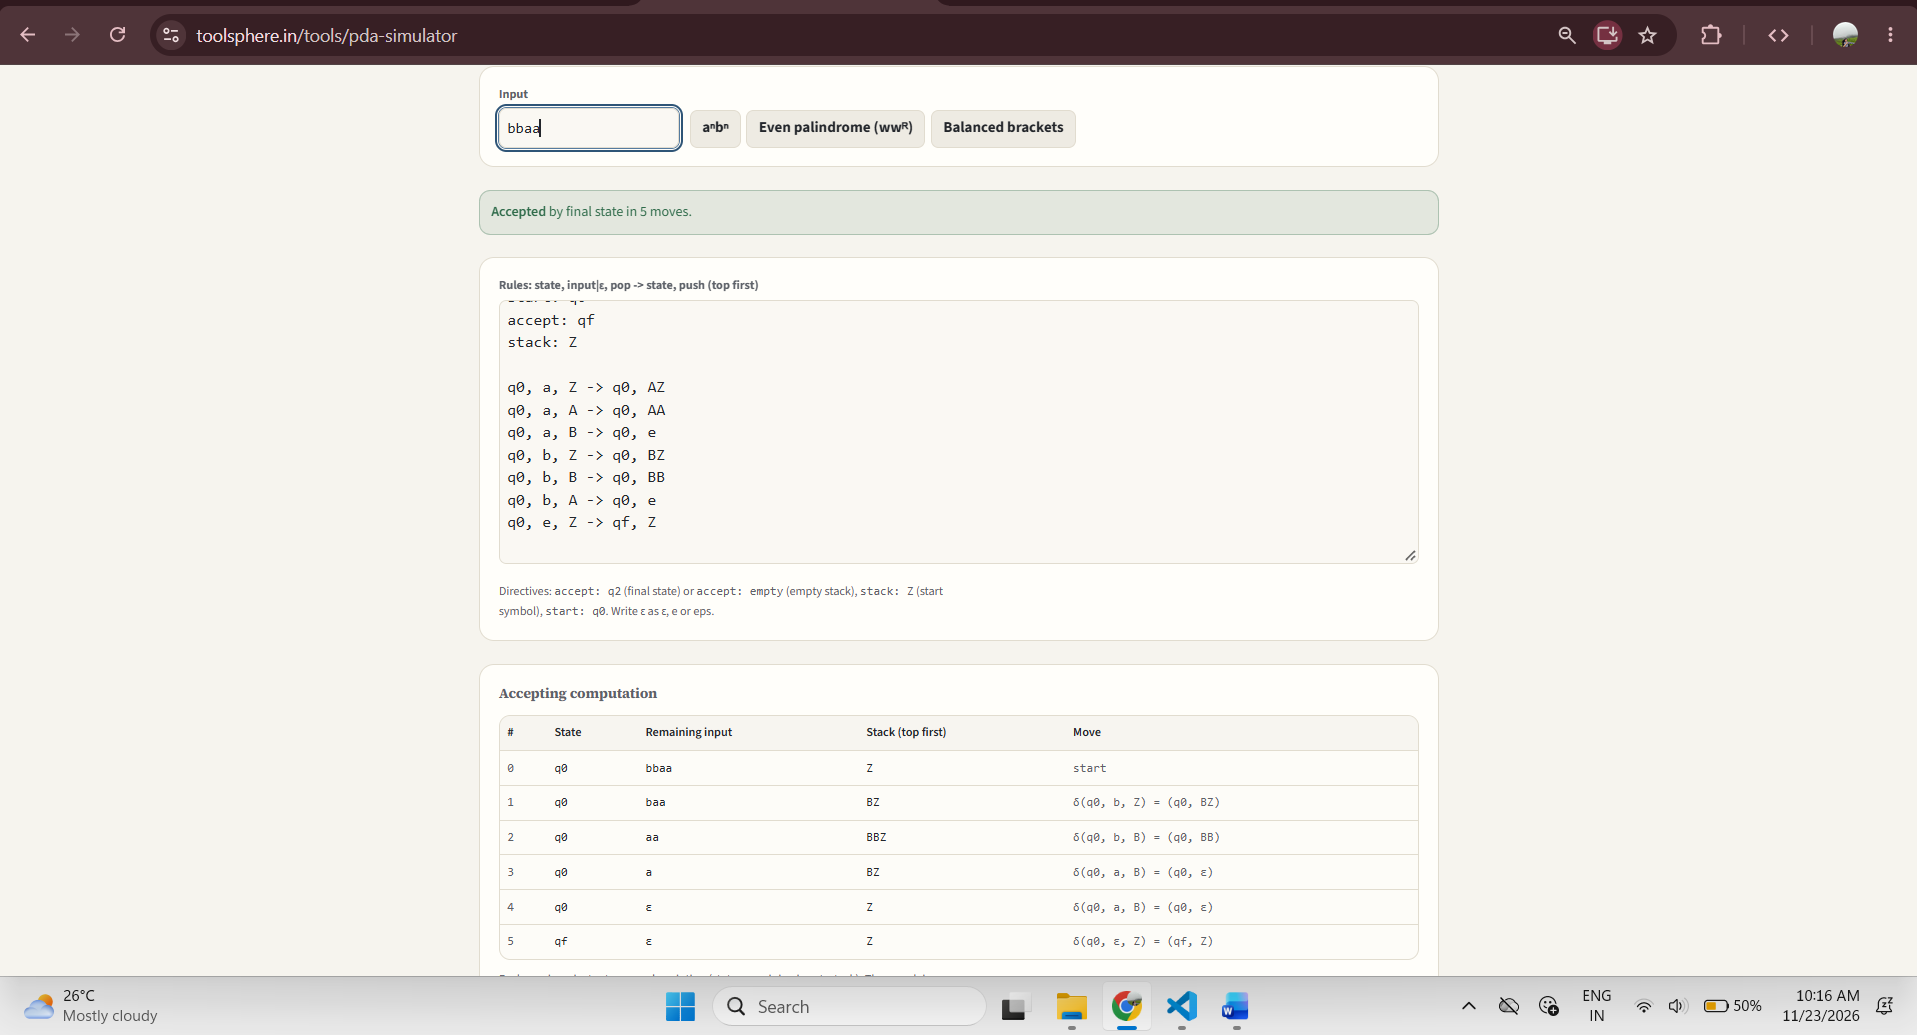 toolsphere.in/tools/pda-simulator
Input
bbaa
aⁿbⁿ
Even palindrome (wwᴿ)
Balanced brackets
Accepted by final state in 5 moves.
Rules: state, input|ε, pop -> state, push (top first)
accept: qf
stack: Z
q0, a, Z -> q0, AZ
q0, a, A -> q0, AA
q0, a, B -> q0, e
q0, b, Z -> q0, BZ
q0, b, B -> q0, BB
q0, b, A -> q0, e
q0, e, Z -> qf, Z
Directives: accept: q2 (final state) or accept: empty (empty stack), stack: Z (start
symbol), start: q0. Write ε as ε, e or eps.
Accepting computation
# State Remaining input Stack (top first) Move
0 q0 bbaa Z start
1 q0 baa BZ δ(q0, b, Z) = (q0, BZ)
2 q0 aa BBZ δ(q0, b, B) = (q0, BB)
3 q0 a BZ δ(q0, a, B) = (q0, ε)
4 q0 ε Z δ(q0, a, B) = (q0, ε)
5 qf ε Z δ(q0, ε, Z) = (qf, Z)
26°C
Mostly cloudy
Search
ENG
IN
50%
10:16 AM
11/23/2026